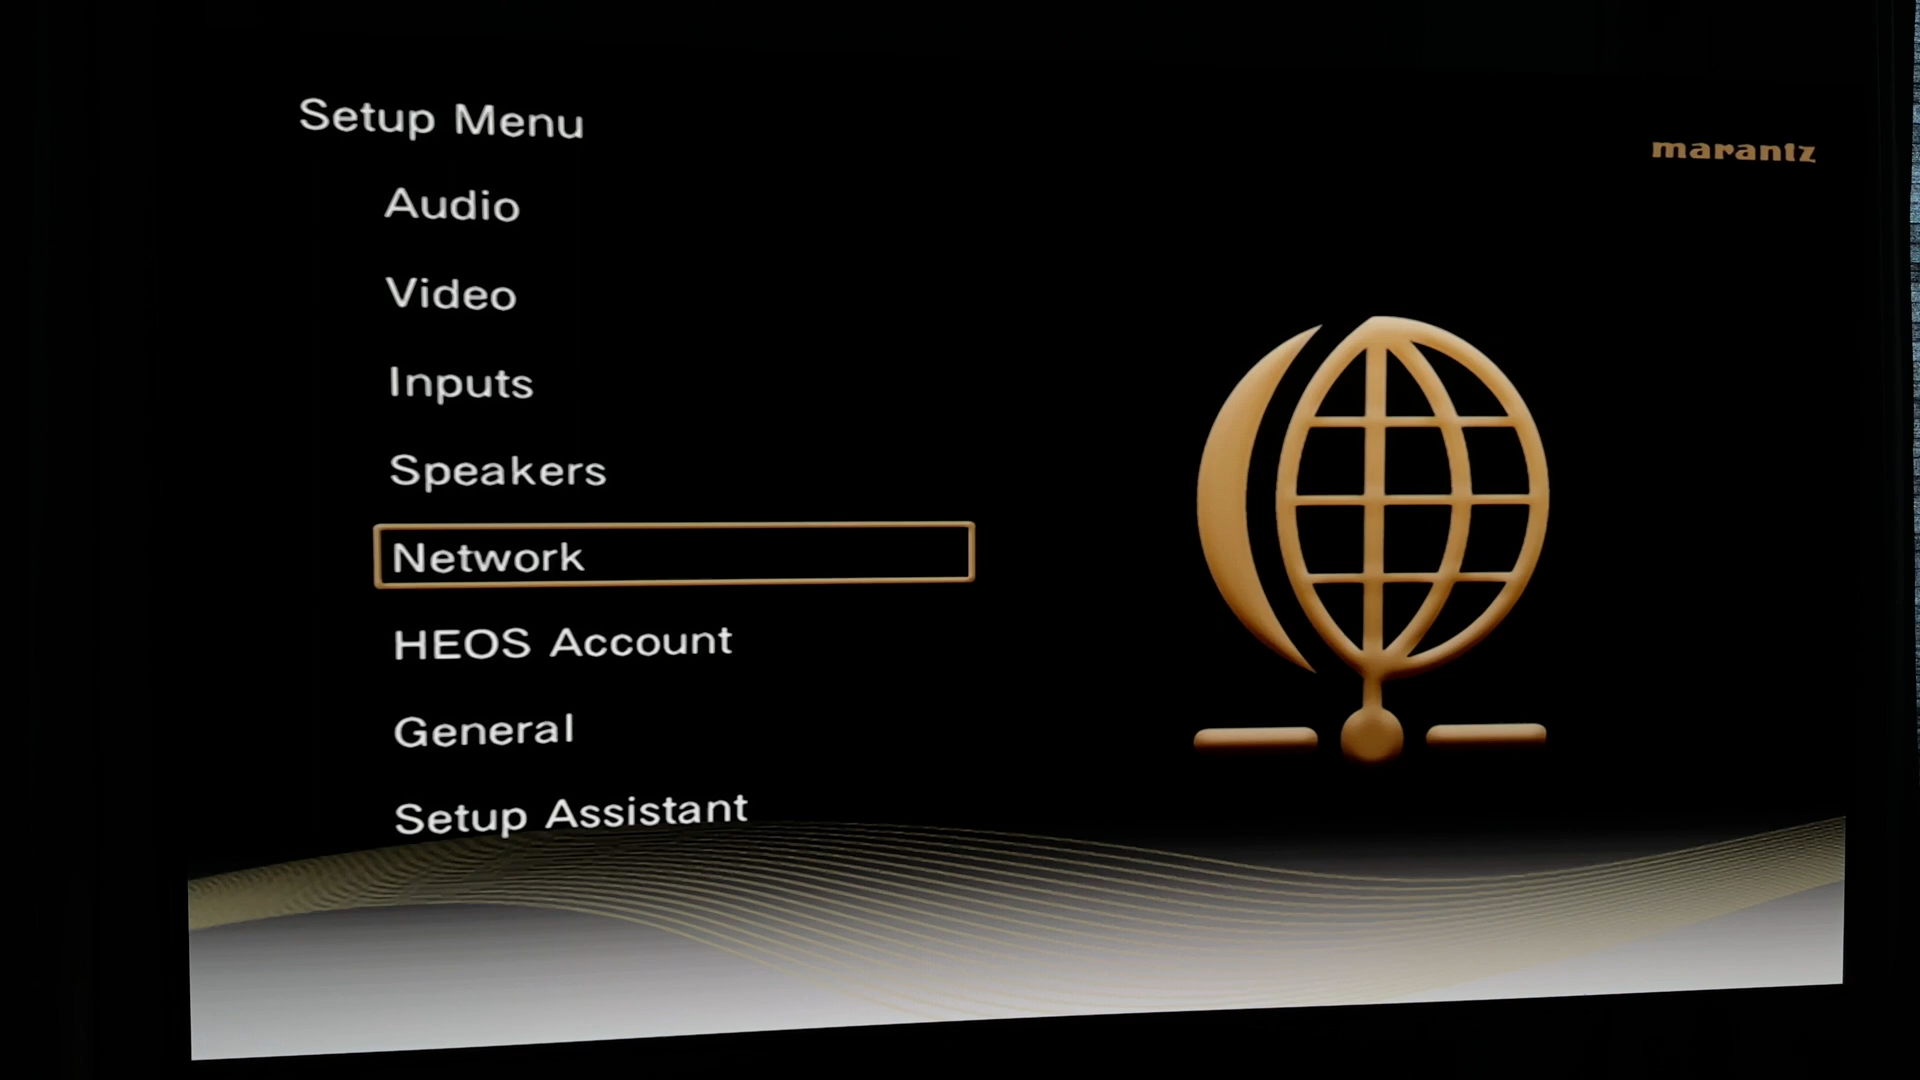 Setup Menu
marantz
Audio
Video
Inputs
Speakers
Network
HEOS Account
General
Setup Assistant